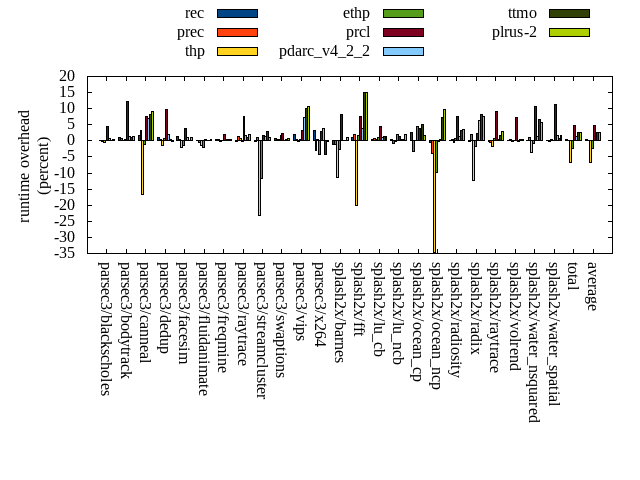 rec
prec
thp
ethp
prcl
pdarc_v4_2_2
ttmo
plrus-2
runtime overhead
(percent)
20
15
10
5
0
-5
-10
-15
-20
-25
-30
-35
parsec3/blackscholes
parsec3/bodytrack
parsec3/canneal
parsec3/dedup
parsec3/facesim
parsec3/fluidanimate
parsec3/freqmine
parsec3/raytrace
parsec3/streamcluster
parsec3/swaptions
parsec3/vips
parsec3/x264
splash2x/barnes
splash2x/fft
splash2x/lu_cb
splash2x/lu_ncb
splash2x/ocean_cp
splash2x/ocean_ncp
splash2x/radiosity
splash2x/radix
splash2x/raytrace
splash2x/volrend
splash2x/water_nsquared
splash2x/water_spatial
total
average